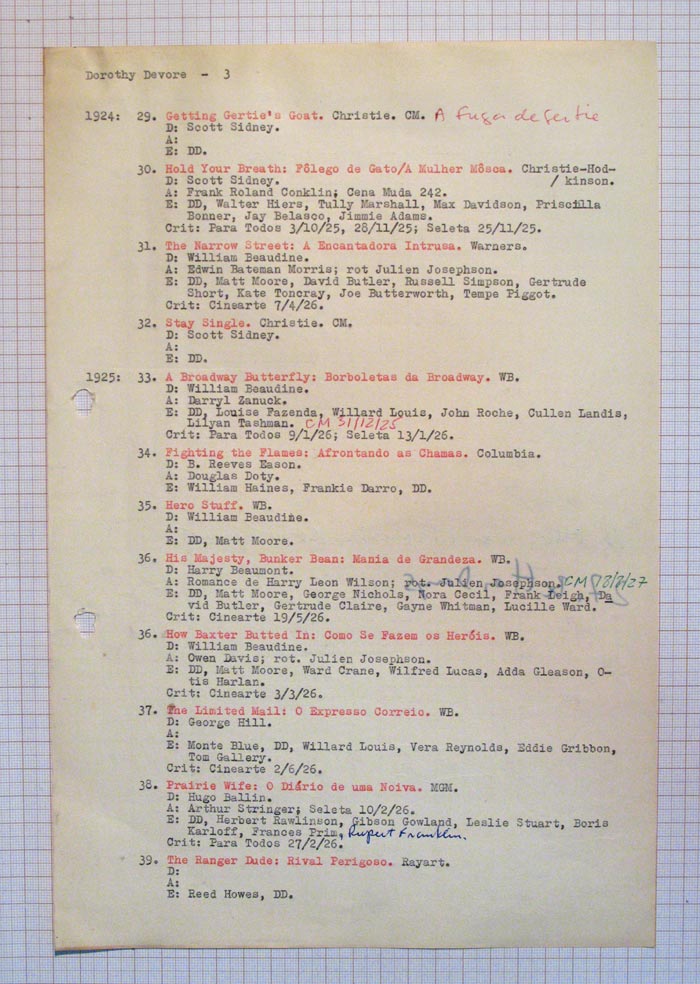 Dorothy Devore - 3
1924: 29. Getting Gertie's Goat. Christie. CM. A Fuga de Gertie
D: Scott Sidney.
A:
E: DD.
30. Hold Your Breath: Fôlego de Gato/A Mulher Môsca. Christie-Hod-
D: Scott Sidney. / kinson.
A: Frank Roland Conklin; Cena Muda 242.
E: DD, Walter Hiers, Tully Marshall, Max Davidson, Priscilla
Bonner, Jay Belasco, Jimmie Adams.
Crit: Para Todos 3/10/25, 28/11/25; Seleta 25/11/25.
31. The Narrow Street: A Encantadora Intrusa. Warners.
D: William Beaudine.
A: Edwin Bateman Morris; rot Julien Josephson.
E: DD, Matt Moore, David Butler, Russell Simpson, Gertrude
Short, Kate Toncray, Joe Butterworth, Tempe Piggot.
Crit: Cinearte 7/4/26.
32. Stay Single. Christie. CM.
D: Scott Sidney.
A:
E: DD.
1925: 33. A Broadway Butterfly: Borboletas da Broadway. WB.
D: William Beaudine.
A: Darryl Zanuck.
E: DD, Louise Fazenda, Willard Louis, John Roche, Cullen Landis,
Lilyan Tashman. CM 31/12/25
Crit: Para Todos 9/1/26; Seleta 13/1/26.
34. Fighting the Flames: Afrontando as Chamas. Columbia.
D: B. Reeves Eason.
A: Douglas Doty.
E: William Haines, Frankie Darro, DD.
35. Hero Stuff. WB.
D: William Beaudine.
A:
E: DD, Matt Moore.
36. His Majesty, Bunker Bean: Mania de Grandeza. WB.
D: Harry Beaumont.
A: Romance de Harry Leon Wilson; rot. Julien Josephson. CM
E: DD, Matt Moore, George Nichols, Nora Cecil, Frank Leigh, Da
vid Butler, Gertrude Claire, Gayne Whitman, Lucille Ward.
Crit: Cinearte 19/5/26.
36. How Baxter Butted In: Como Se Fazem os Heróis. WB.
D: William Beaudine.
A: Owen Davis; rot. Julien Josephson.
E: DD, Matt Moore, Ward Crane, Wilfred Lucas, Adda Gleason, O-
tis Harlan.
Crit: Cinearte 3/3/26.
37. The Limited Mail: O Expresso Correio. WB.
D: George Hill.
A:
E: Monte Blue, DD, Willard Louis, Vera Reynolds, Eddie Gribbon,
Tom Gallery.
Crit: Cinearte 2/6/26.
38. Prairie Wife: O Diário de uma Noiva. MGM.
D: Hugo Ballin.
A: Arthur Stringer; Seleta 10/2/26.
E: DD, Herbert Rawlinson, Gibson Gowland, Leslie Stuart, Boris
Karloff, Frances Prim, Rupert Franklin.
Crit: Para Todos 27/2/26.
39. The Ranger Dude: Rival Perigoso. Rayart.
D:
A:
E: Reed Howes, DD.